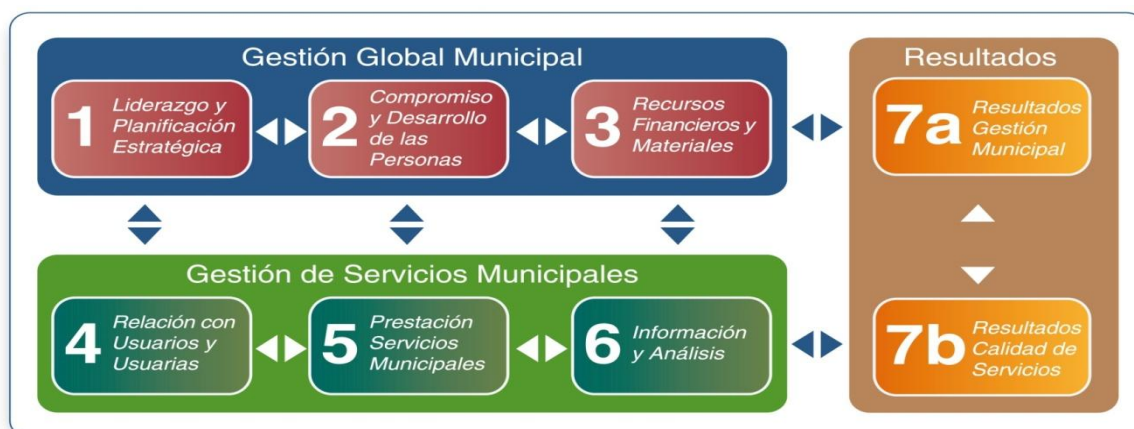 Gestión Global Municipal
Resultados
1
Liderazgo y
Planificación
Estratégica
2
Compromiso
y Desarrollo
de las
Personas
3
Recursos
Financieros y
Materiales
7a
Resultados
Gestión
Municipal
Gestión de Servicios Municipales
4
Relación con
Usuarios y
Usuarias
5
Prestación
Servicios
Municipales
6
Información
y Análisis
7b
Resultados
Calidad de
Servicios